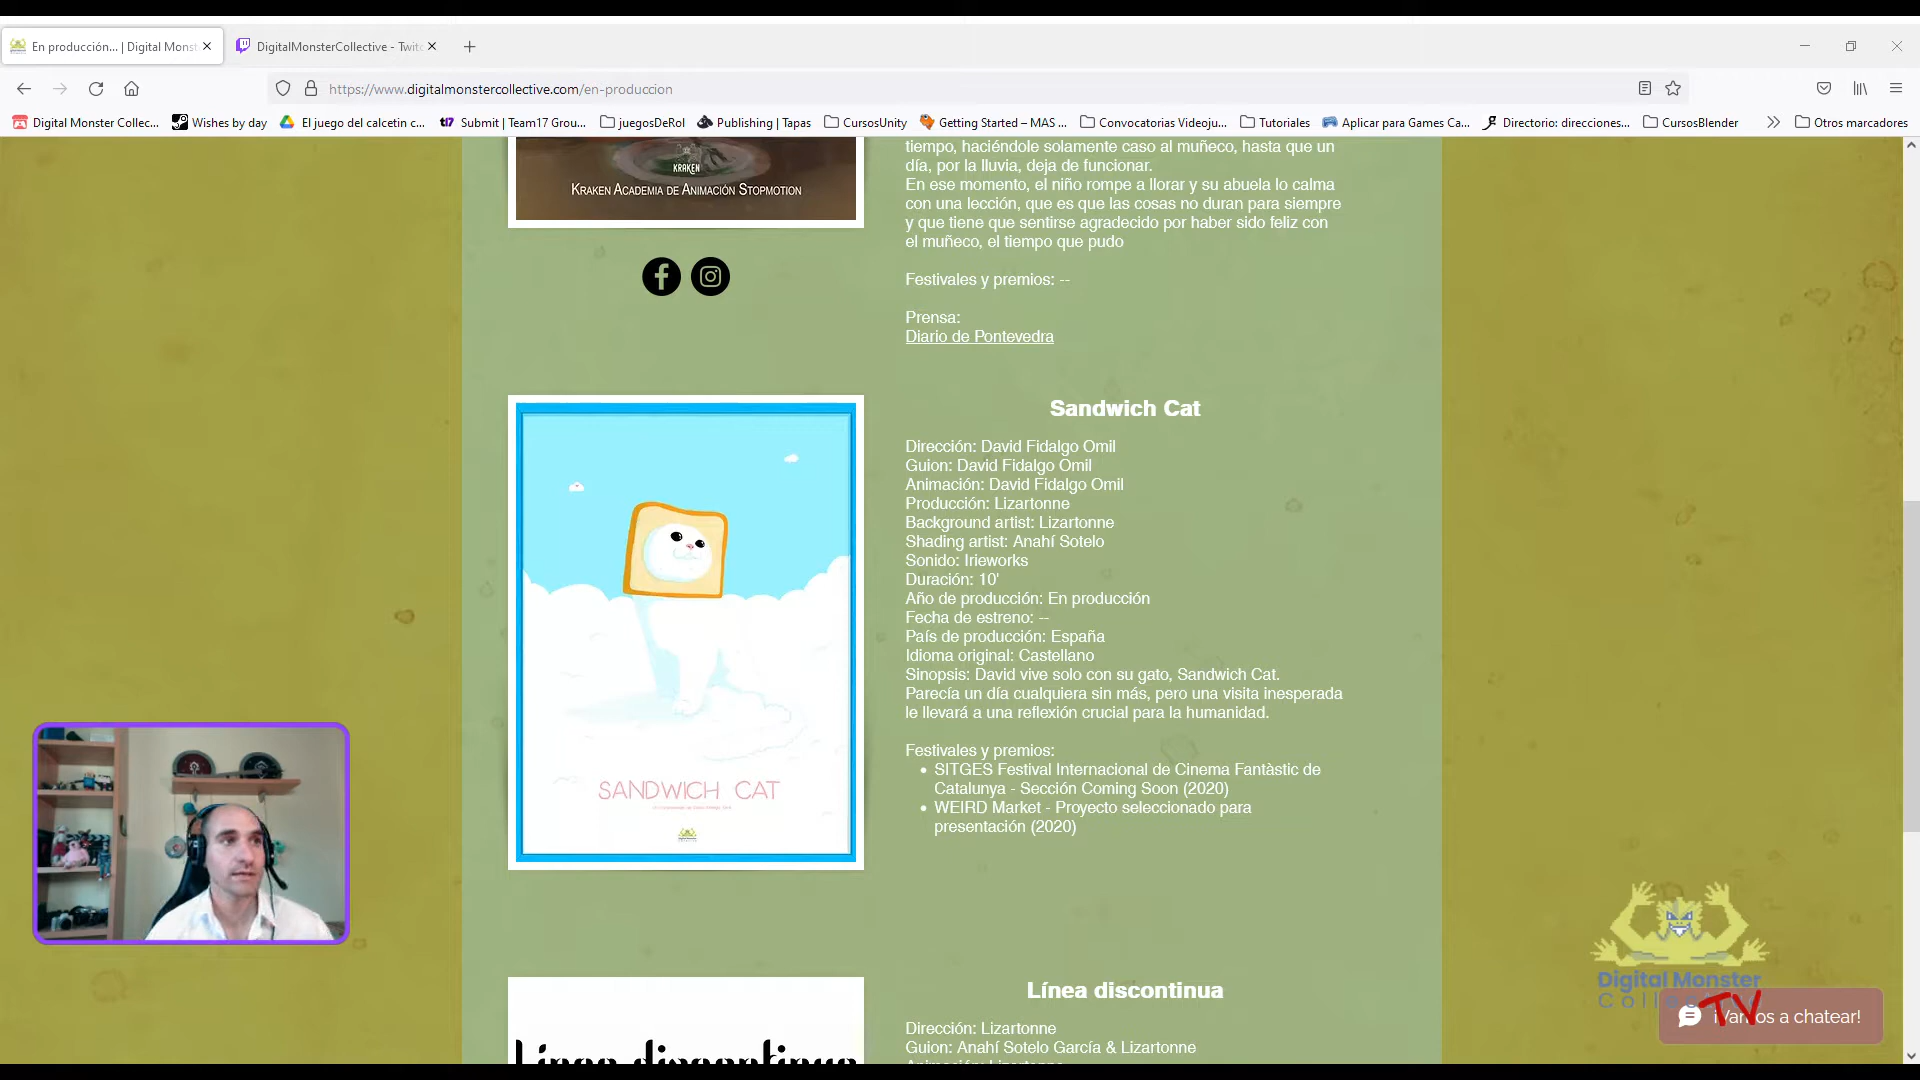 En producción... | Digital Monst
DigitalMonsterCollective - Twitc
https://www.digitalmonstercollective.com/en-produccion
Digital Monster Collec...
Wishes by day
El juego del calcetin c...
Submit | Team17 Grou...
juegosDeRol
Publishing | Tapas
CursosUnity
Getting Started – MAS ...
Convocatorias Videoju...
Tutoriales
Aplicar para Games Ca...
Directorio: direcciones...
CursosBlender
Otros marcadores
KRAKEN
Kraken Academia de Animación Stopmotion
tiempo, haciéndole solamente caso al muñeco, hasta que un
día, por la lluvia, deja de funcionar.
En ese momento, el niño rompe a llorar y su abuela lo calma
con una lección, que es que las cosas no duran para siempre
y que tiene que sentirse agradecido por haber sido feliz con
el muñeco, el tiempo que pudo
Festivales y premios: --
Prensa:
Diario de Pontevedra
Sandwich Cat
Dirección: David Fidalgo Omil
Guion: David Fidalgo Omil
Animación: David Fidalgo Omil
Producción: Lizartonne
Background artist: Lizartonne
Shading artist: Anahí Sotelo
Sonido: Irieworks
Duración: 10'
Año de producción: En producción
Fecha de estreno: --
País de producción: España
Idioma original: Castellano
Sinopsis: David vive solo con su gato, Sandwich Cat.
Parecía un día cualquiera sin más, pero una visita inesperada
le llevará a una reflexión crucial para la humanidad.
Festivales y premios:
SITGES Festival Internacional de Cinema Fantàstic de
Catalunya - Sección Coming Soon (2020)
WEIRD Market - Proyecto seleccionado para
presentación (2020)
SANDWICH CAT
Línea discontinua
Dirección: Lizartonne
Guion: Anahí Sotelo García & Lizartonne
Animación: Lizartonne
Línea discontinua
Digital Monster
TV
a chatear!